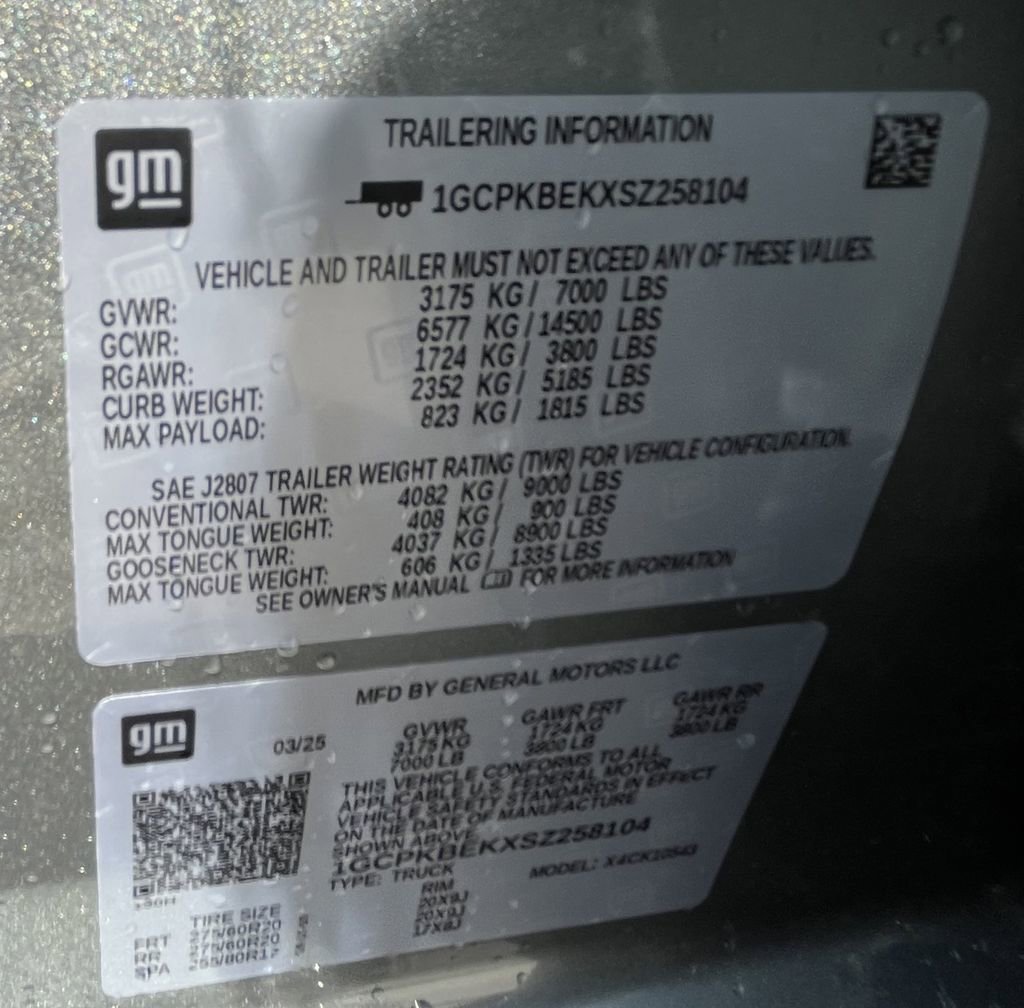 gm
TRAILERING INFORMATION
1GCPKBEKXSZ258104
VEHICLE AND TRAILER MUST NOT EXCEED ANY OF THESE VALUES.
GVWR: 3175 KG/ 7000 LBS
GCWR: 6577 KG/ 14500 LBS
RGAWR: 1724 KG/ 3800 LBS
CURB WEIGHT: 2352 KG/ 5185 LBS
MAX PAYLOAD: 823 KG/ 1815 LBS
SAE J2807 TRAILER WEIGHT RATING (TWR) FOR VEHICLE CONFIGURATION.
CONVENTIONAL TWR: 4082 KG/ 9000 LBS
MAX TONGUE WEIGHT: 408 KG/ 900 LBS
GOOSENECK TWR: 4037 KG/ 8900 LBS
MAX TONGUE WEIGHT: 606 KG/ 1335 LBS
SEE OWNER'S MANUAL FOR MORE INFORMATION
gm
MFD BY GENERAL MOTORS LLC
03/25
GVWR GAWR FRT GAWR RR
3175 KG 1724 KG 1724 KG
7000 LB 3800 LB 3800 LB
THIS VEHICLE CONFORMS TO ALL
APPLICABLE U.S. FEDERAL MOTOR
VEHICLE SAFETY STANDARDS IN EFFECT
ON THE DATE OF MANUFACTURE
SHOWN ABOVE.
1GCPKBEKXSZ258104
TYPE: TRUCK MODEL: X4CK10543
TIRE SIZE RIM
FRT 275/60R20 20X9J
RR 275/60R20 20X9J
SPA 17X8J